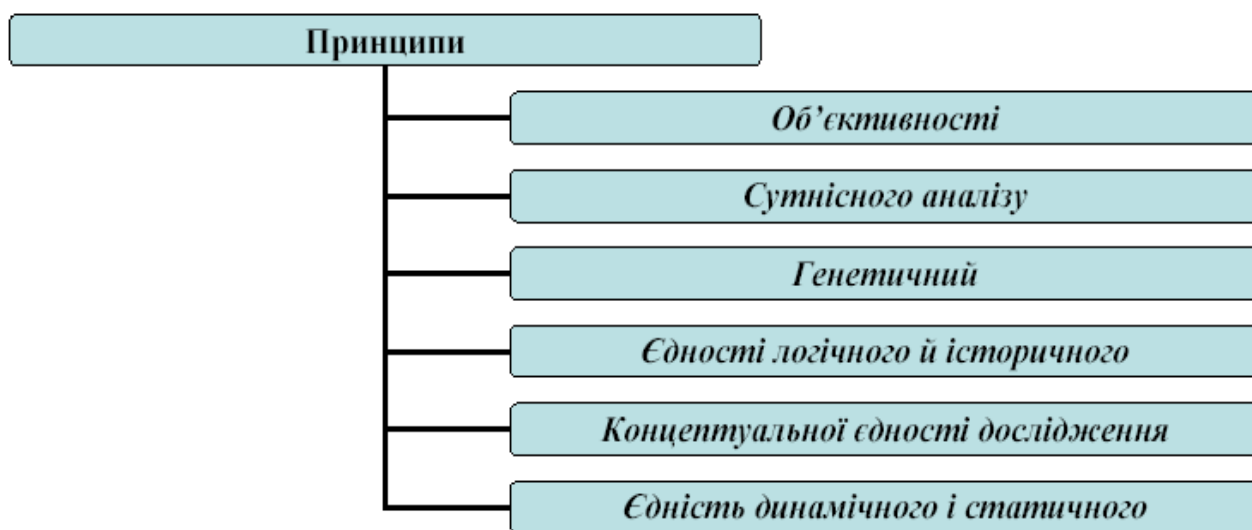 Принципи
Об’єктивності
Сутнісного аналізу
Генетичний
Єдності логічного й історичного
Концептуальної єдності дослідження
Єдність динамічного і статичного